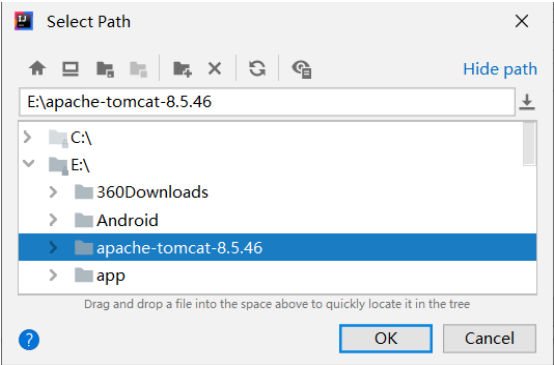 Select Path
Hide path
E:\apache-tomcat-8.5.46
C:\
E:\
360Downloads
Android
apache-tomcat-8.5.46
app
Drag and drop a file into the space above to quickly locate it in the tree
? OK Cancel